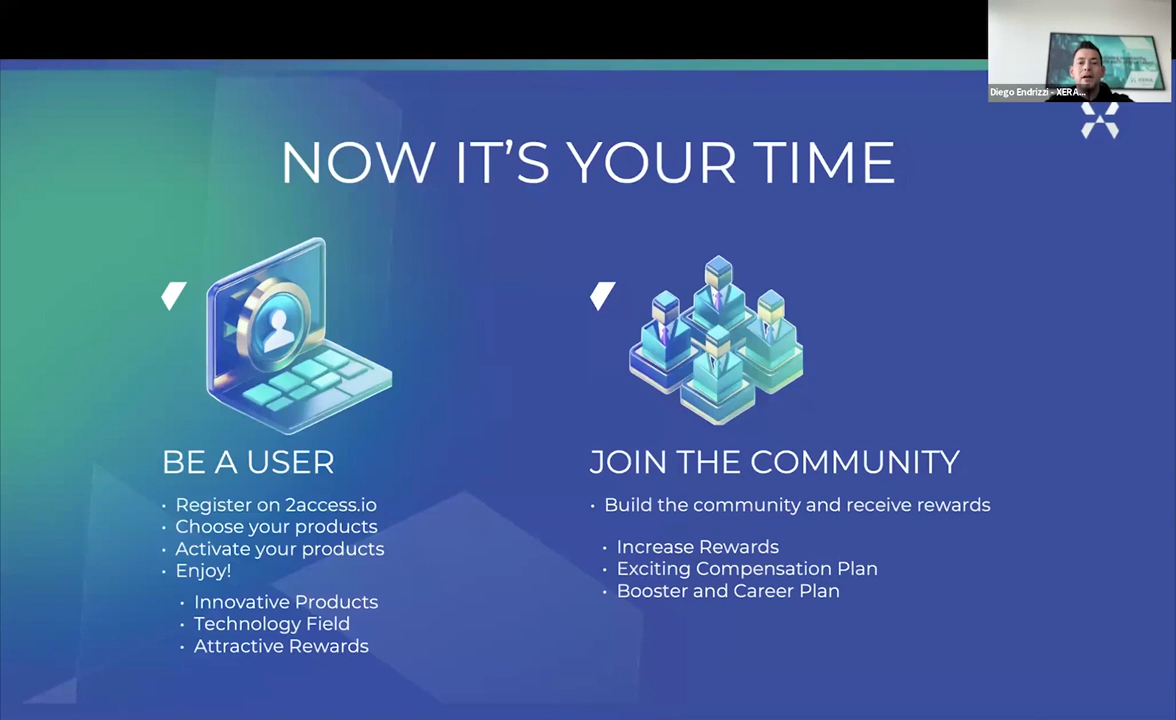 Diego Endrizzi - XERA...
NOW IT'S YOUR TIME
BE A USER
• Register on 2access.io
• Choose your products
• Activate your products
• Enjoy!
• Innovative Products
• Technology Field
• Attractive Rewards
JOIN THE COMMUNITY
• Build the community and receive rewards
• Increase Rewards
• Exciting Compensation Plan
• Booster and Career Plan